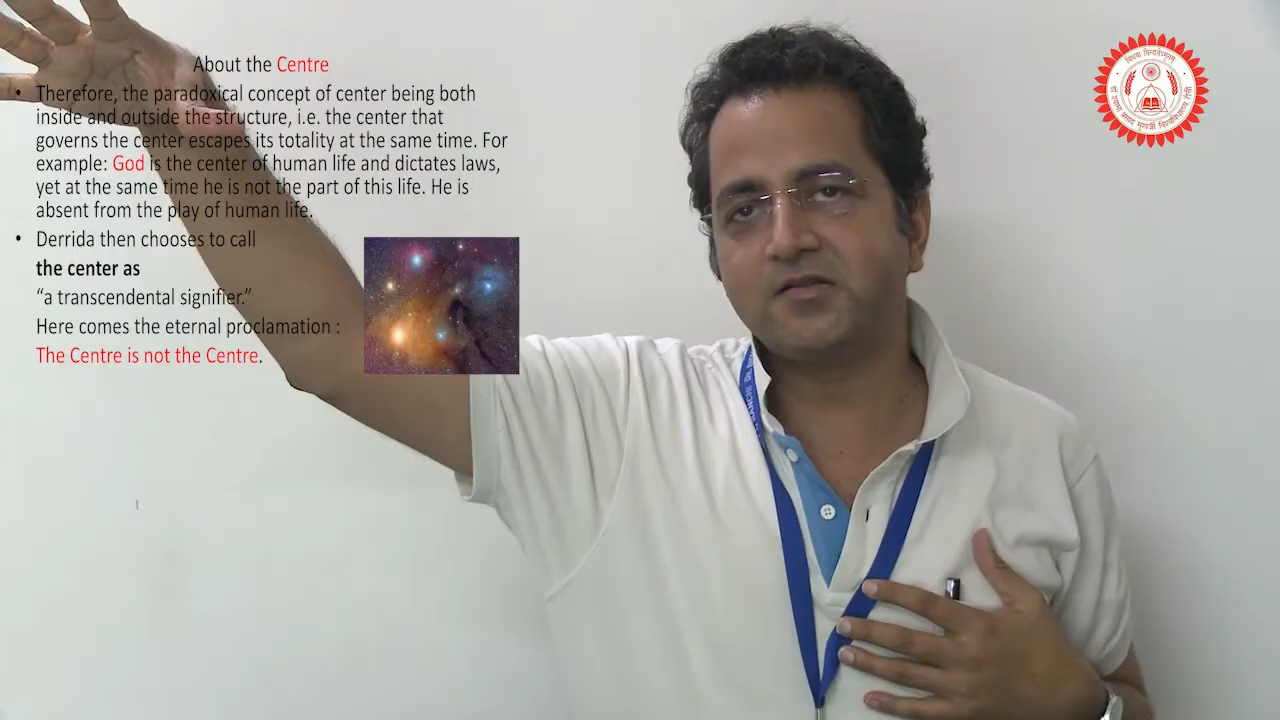 About the Centre
• Therefore, the paradoxical concept of center being both
inside and outside the structure, i.e. the center that
governs the center escapes its totality at the same time. For
example: God is the center of human life and dictates laws,
yet at the same time he is not the part of this life. He is
absent from the play of human life.
• Derrida then chooses to call
the center as
“a transcendental signifier.”
Here comes the eternal proclamation :
The Centre is not the Centre.